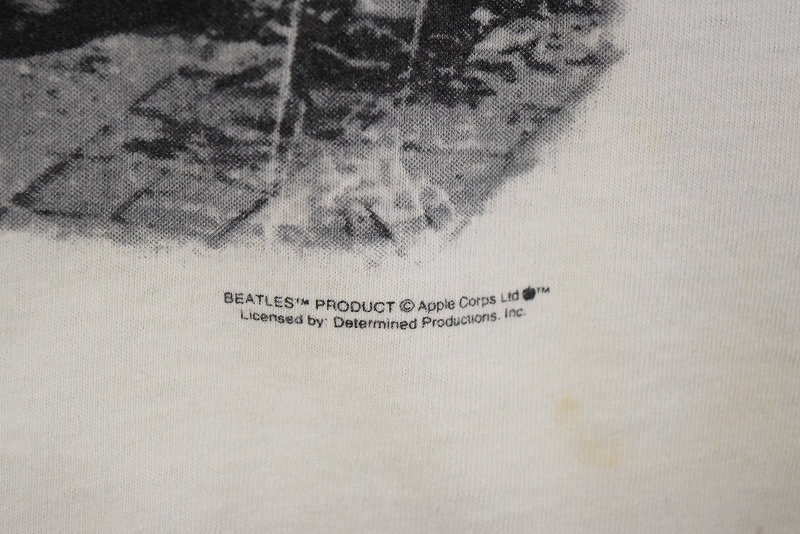 BEATLES™ PRODUCT © Apple Corps Ltd ™
Licensed by: Determined Productions, Inc.